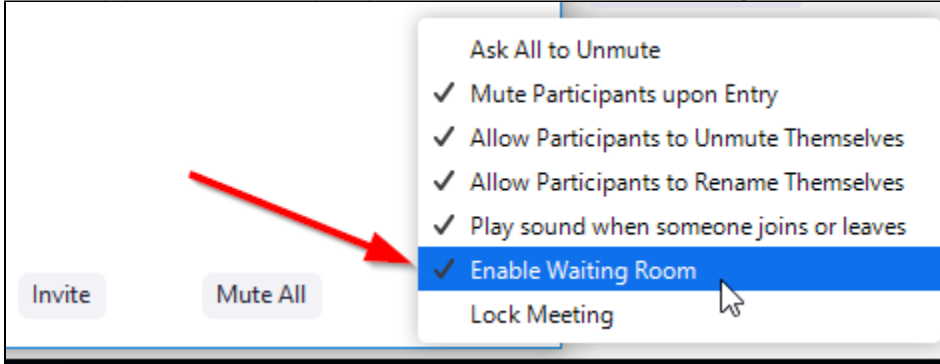 Ask All to Unmute
Mute Participants upon Entry
Allow Participants to Unmute Themselves
Allow Participants to Rename Themselves
Play sound when someone joins or leaves
Enable Waiting Room
Lock Meeting
Invite
Mute All